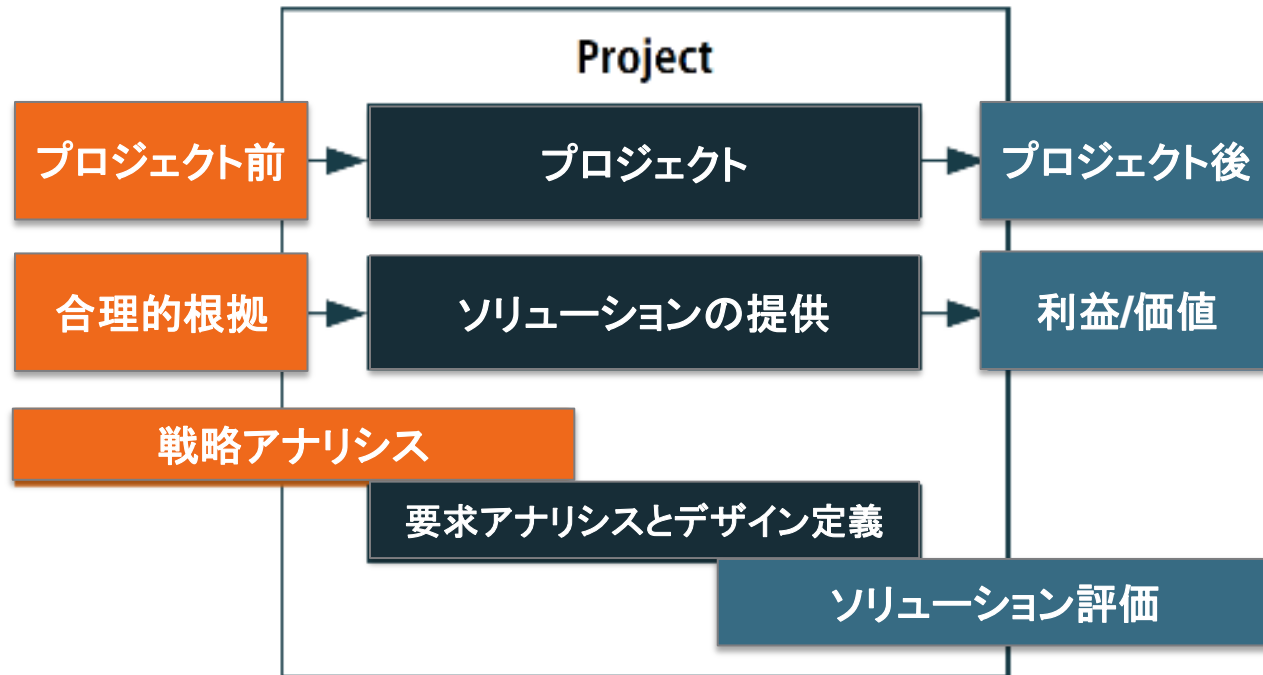 Project
プロジェクト前
プロジェクト
プロジェクト後
合理的根拠
ソリューションの提供
利益/価値
戦略アナリシス
要求アナリシスとデザイン定義
ソリューション評価